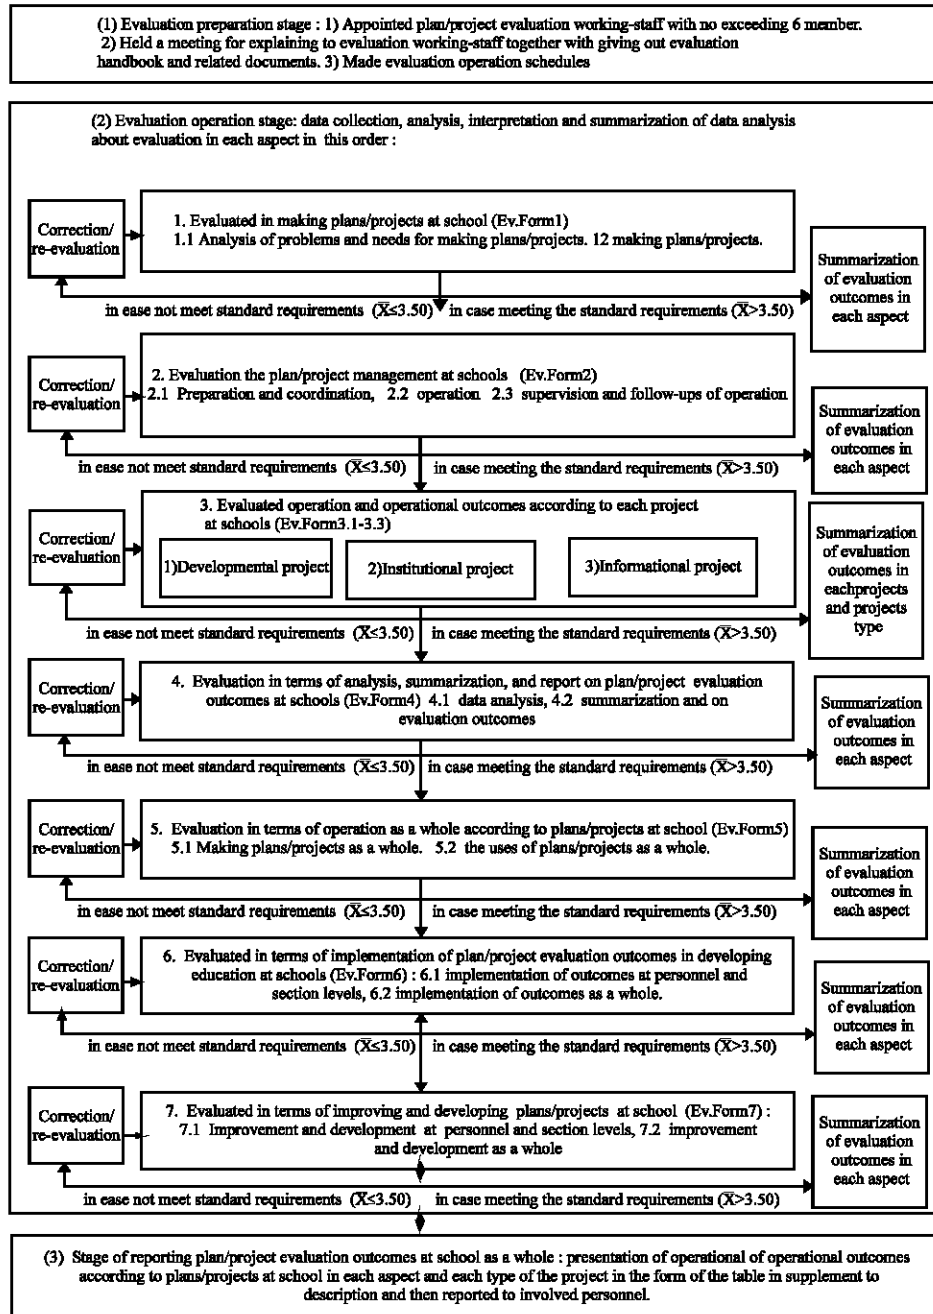 (1) Evaluation preparation stage : 1) Appointed plan/project evaluation working-staff with no exceeding 6 member.
2) Held a meeting for explaining to evaluation working-staff together with giving out evaluation
handbook and related documents. 3) Made evaluation operation schedules
(2) Evaluation operation stage: data collection, analysis, interpretation and summarization of data analysis
about evaluation in each aspect in this order :
Correction/
re-evaluation
1. Evaluated in making plans/projects at school (Ev.Form1)
1.1 Analysis of problems and needs for making plans/projects. 12 making plans/projects.
Summarization
of evaluation
outcomes in
each aspect
in ease not meet standard requirements (X̅≤3.50)
in case meeting the standard requirements (X̅>3.50)
Correction/
re-evaluation
2. Evaluation the plan/project management at schools (Ev.Form2)
2.1 Preparation and coordination, 2.2 operation 2.3 supervision and follow-ups of operation
Summarization
of evaluation
outcomes in
each aspect
in ease not meet standard requirements (X̅≤3.50)
in case meeting the standard requirements (X̅>3.50)
Correction/
re-evaluation
3. Evaluated operation and operational outcomes according to each project
at schools (Ev.Form3.1-3.3)
1)Developmental project
2)Institutional project
3)Informational project
Summarization
of evaluation
outcomes in
eachprojects
and projects
type
in ease not meet standard requirements (X̅≤3.50)
in case meeting the standard requirements (X̅>3.50)
Correction/
re-evaluation
4. Evaluation in terms of analysis, summarization, and report on plan/project evaluation
outcomes at schools (Ev.Form4) 4.1 data analysis, 4.2 summarization and on
evaluation outcomes
Summarization
of evaluation
outcomes in
each aspect
in ease not meet standard requirements (X̅≤3.50)
in case meeting the standard requirements (X̅>3.50)
Correction/
re-evaluation
5. Evaluation in terms of operation as a whole according to plans/projects at school (Ev.Form5)
5.1 Making plans/projects as a whole. 5.2 the uses of plans/projects as a whole.
Summarization
of evaluation
outcomes in
each aspect
in ease not meet standard requirements (X̅≤3.50)
in case meeting the standard requirements (X̅>3.50)
Correction/
re-evaluation
6. Evaluated in terms of implementation of plan/project evaluation outcomes in developing
education at schools (Ev.Form6) : 6.1 implementation of outcomes at personnel and
section levels, 6.2 implementation of outcomes as a whole.
Summarization
of evaluation
outcomes in
each aspect
in ease not meet standard requirements (X̅≤3.50)
in case meeting the standard requirements (X̅>3.50)
Correction/
re-evaluation
7. Evaluated in terms of improving and developing plans/projects at school (Ev.Form7) :
7.1 Improvement and development at personnel and section levels, 7.2 improvement
and development as a whole
Summarization
of evaluation
outcomes in
each aspect
in ease not meet standard requirements (X̅≤3.50)
in case meeting the standard requirements (X̅>3.50)
(3) Stage of reporting plan/project evaluation outcomes at school as a whole : presentation of operational of operational outcomes
according to plans/projects at school in each aspect and each type of the project in the form of the table in supplement to
description and then reported to involved personnel.